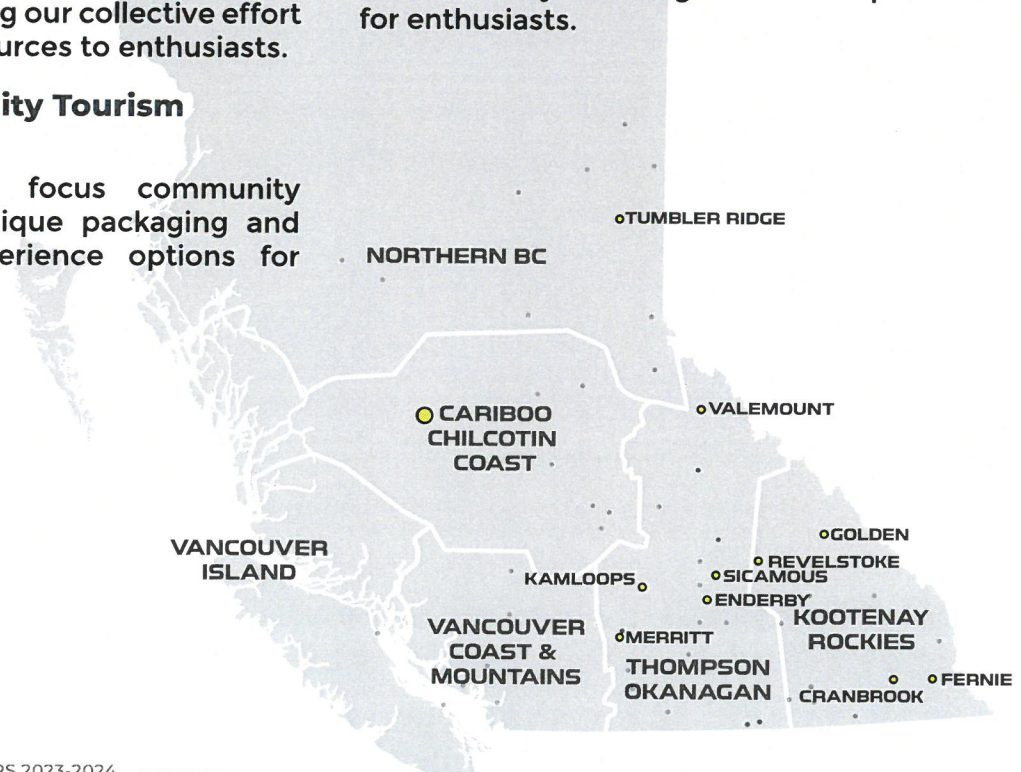 g our collective effort
urces to enthusiasts.
ity Tourism
focus community
ique packaging and
erience options for
for enthusiasts.
TUMBLER RIDGE
NORTHERN BC
VALEMOUNT
CARIBOO
CHILCOTIN
COAST
GOLDEN
REVELSTOKE
VANCOUVER
ISLAND
KAMLOOPS
SICAMOUS
ENDERBY
KOOTENAY
ROCKIES
VANCOUVER
COAST &
MOUNTAINS
MERRITT
THOMPSON
OKANAGAN
FERNIE
CRANBROOK
RS 2023-2024